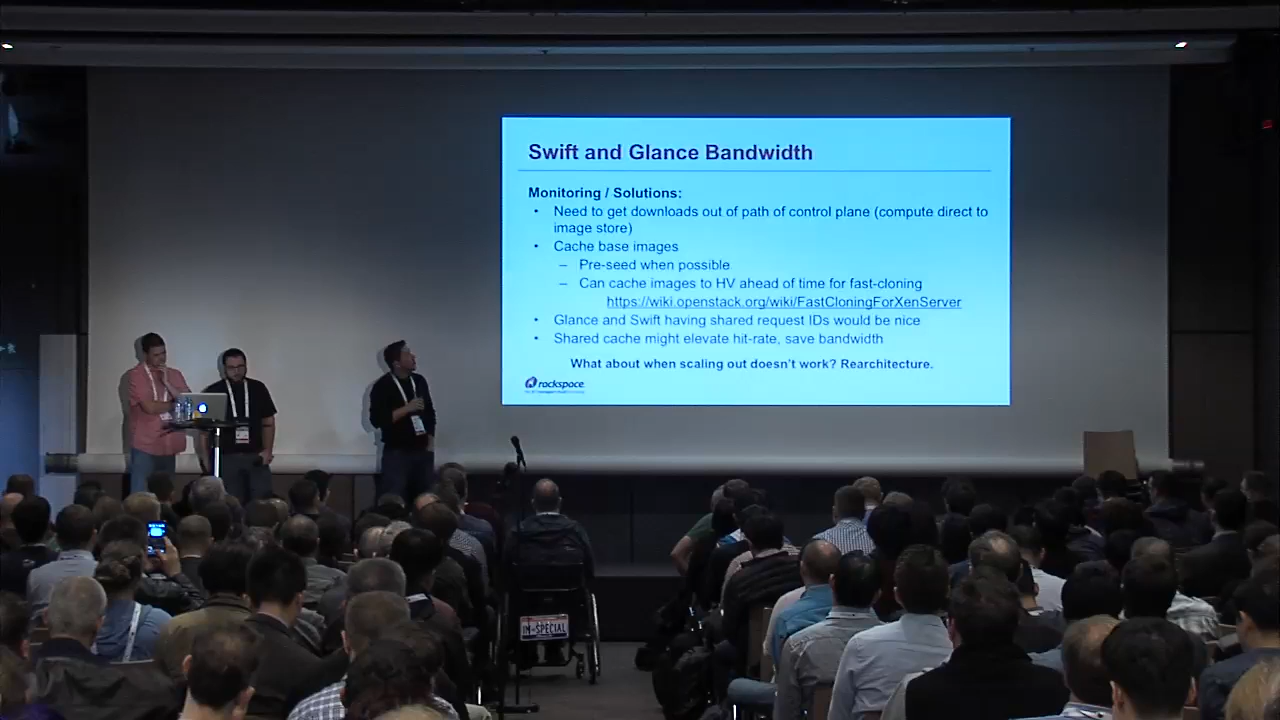 Swift and Glance Bandwidth
Monitoring / Solutions:
• Need to get downloads out of path of control plane (compute direct to
image store)
• Cache base images
– Pre-seed when possible
– Can cache images to HV ahead of time for fast-cloning
https://wiki.openstack.org/wiki/FastCloningForXenServer
• Glance and Swift having shared request IDs would be nice
• Shared cache might elevate hit-rate, save bandwidth
What about when scaling out doesn't work? Rearchitecture.
rackspace
IN-SPECIAL